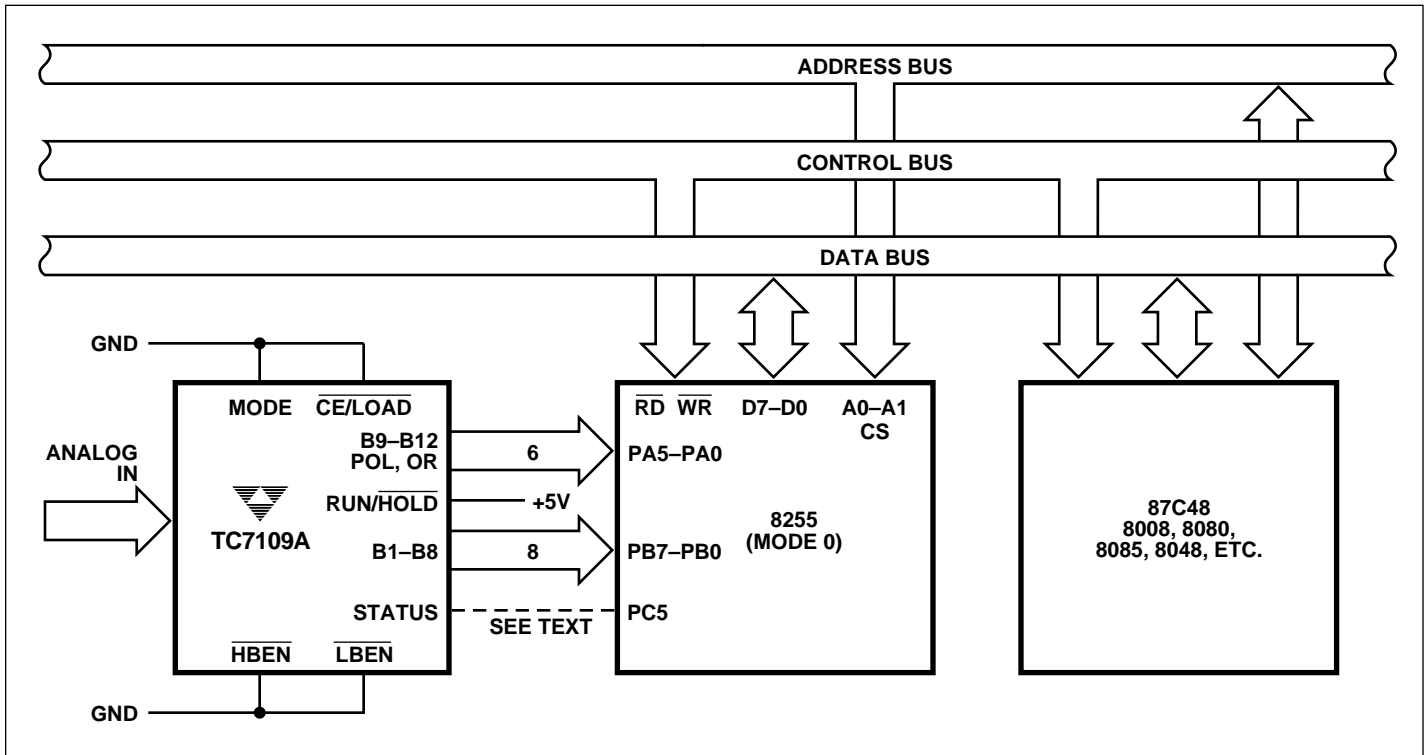 ADDRESS BUS
CONTROL BUS
DATA BUS
GND
MODE CE/LOAD
B9–B12
POL, OR
ANALOG
IN
RUN/HOLD
+5V
TC7109A
B1–B8
STATUS
HBEN LBEN
GND
6
8
SEE TEXT
RD WR D7–D0 A0–A1
CS
PA5–PA0
8255
(MODE 0)
PB7–PB0
PC5
87C48
8008, 8080,
8085, 8048, ETC.